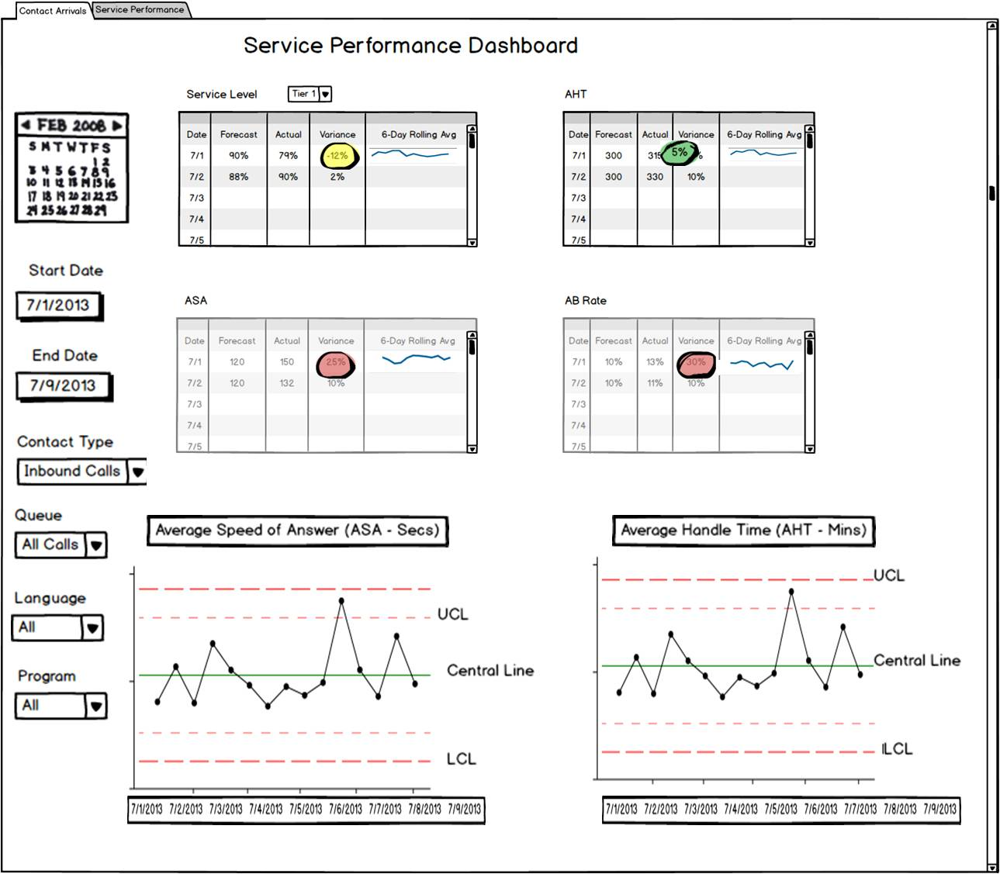 Contact Arrivals
Service Performance
Service Performance Dashboard
FEB 2008
S M T W T F S
1 2
3 4 5 6 7 8 9
10 11 12 13 14 15 16
17 18 19 20 21 22 23
24 25 26 27 28 29
Start Date
7/1/2013
End Date
7/9/2013
Contact Type
Inbound Calls
Queue
All Calls
Language
All
Program
All
Service Level
Tier 1
Date Forecast Actual Variance 6-Day Rolling Avg
7/1 90% 79% -12%
7/2 88% 90% 2%
7/3
7/4
7/5
AHT
Date Forecast Actual Variance 6-Day Rolling Avg
7/1 300 315 5% %
7/2 300 330 10%
7/3
7/4
7/5
ASA
Date Forecast Actual Variance 6-Day Rolling Avg
7/1 120 150 25%
7/2 120 132 10%
7/3
7/4
7/5
AB Rate
Date Forecast Actual Variance 6-Day Rolling Avg
7/1 10% 13% 30%
7/2 10% 11% 10%
7/3
7/4
7/5
Average Speed of Answer (ASA - Secs)
UCL
Central Line
LCL
7/1/2013 7/2/2013 7/3/2013 7/4/2013 7/5/2013 7/6/2013 7/7/2013 7/8/2013 7/9/2013
Average Handle Time (AHT - Mins)
UCL
Central Line
LCL
7/1/2013 7/2/2013 7/3/2013 7/4/2013 7/5/2013 7/6/2013 7/7/2013 7/8/2013 7/9/2013